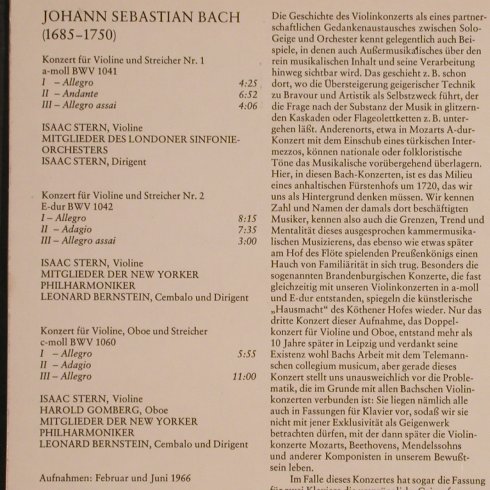 JOHANN SEBASTIAN BACH
(1685–1750)
Konzert für Violine und Streicher Nr. 1
a-moll BWV 1041
I – Allegro 4:25
II – Andante 6:52
III – Allegro assai 4:06
ISAAC STERN, Violine
MITGLIEDER DES LONDONER SINFONIE-
ORCHESTERS
ISAAC STERN, Dirigent
Konzert für Violine und Streicher Nr. 2
E-dur BWV 1042
I – Allegro 8:15
II – Adagio 7:35
III – Allegro assai 3:00
ISAAC STERN, Violine
MITGLIEDER DER NEW YORKER
PHILHARMONIKER
LEONARD BERNSTEIN, Cembalo und Dirigent
Konzert für Violine, Oboe und Streicher
c-moll BWV 1060
I – Allegro 5:55
II – Adagio
III – Allegro 11:00
ISAAC STERN, Violine
HAROLD GOMBERG, Oboe
MITGLIEDER DER NEW YORKER
PHILHARMONIKER
LEONARD BERNSTEIN, Cembalo und Dirigent
Aufnahmen: Februar und Juni 1966
Die Geschichte des Violinkonzerts als eines partner-
schaftlichen Gedankenaustausches zwischen Solo-
Geige und Orchester kennt gelegentlich auch Bei-
spiele, in denen auch Außermusikalisches über den
rein musikalischen Inhalt und seine Verarbeitung
hinweg sichtbar wird. Das geschieht z. B. schon
dort, wo die Übersteigerung geigerischer Technik
zu Bravour und Artistik als Selbstzweck führt, der
die Frage nach der Substanz der Musik in glitzern-
den Kaskaden oder Flageolettketten z. B. unter-
gehen läßt. Anderenorts, etwa in Mozarts A-dur-
Konzert mit dem Einschub eines türkischen Inter-
mezzos, können nationale oder folkloristische
Töne das Musikalische vorübergehend überlagern.
Hier, in diesen Bach-Konzerten, ist es das Milieu
eines anhaltischen Fürstenhofs um 1720, das wir
uns als Hintergrund denken müssen. Wir kennen
Zahl und Namen der damals dort beschäftigten
Musiker, kennen also auch die Grenzen, Trend und
Mentalität dieses ausgesprochen kammermusika-
lischen Musizierens, das ebenso wie etwas später
am Hof des Flöte spielenden Preußenkönigs einen
Hauch von Familiarität in sich trug. Besonders die
sogenannten Brandenburgischen Konzerte, die fast
gleichzeitig mit unseren Violinkonzerten in a-moll
und E-dur entstanden, spiegeln die künstlerische
„Hausmacht“ des Köthener Hofes wieder. Nur das
dritte Konzert dieser Aufnahme, das Doppel-
konzert für Violine und Oboe, entstand mehr als
10 Jahre später in Leipzig und verdankt seine
Existenz wohl Bachs Arbeit mit dem Telemann-
schen collegium musicum, aber gerade dieses
Konzert stellt uns unausweichlich vor die Proble-
matik, die im Grunde mit allen Bachschen Violin-
konzerten verbunden ist: Sie liegen nämlich alle
auch in Fassungen für Klavier vor, sodaß wir sie
nicht mit jener Exklusivität als Geigenwerk
betrachten dürfen, mit der dann später die Violin-
konzerte Mozarts, Beethovens, Mendelssohns
und anderer Komponisten in unserem Bewußt-
sein leben.
Im Falle dieses Konzertes hat sogar die Fassung